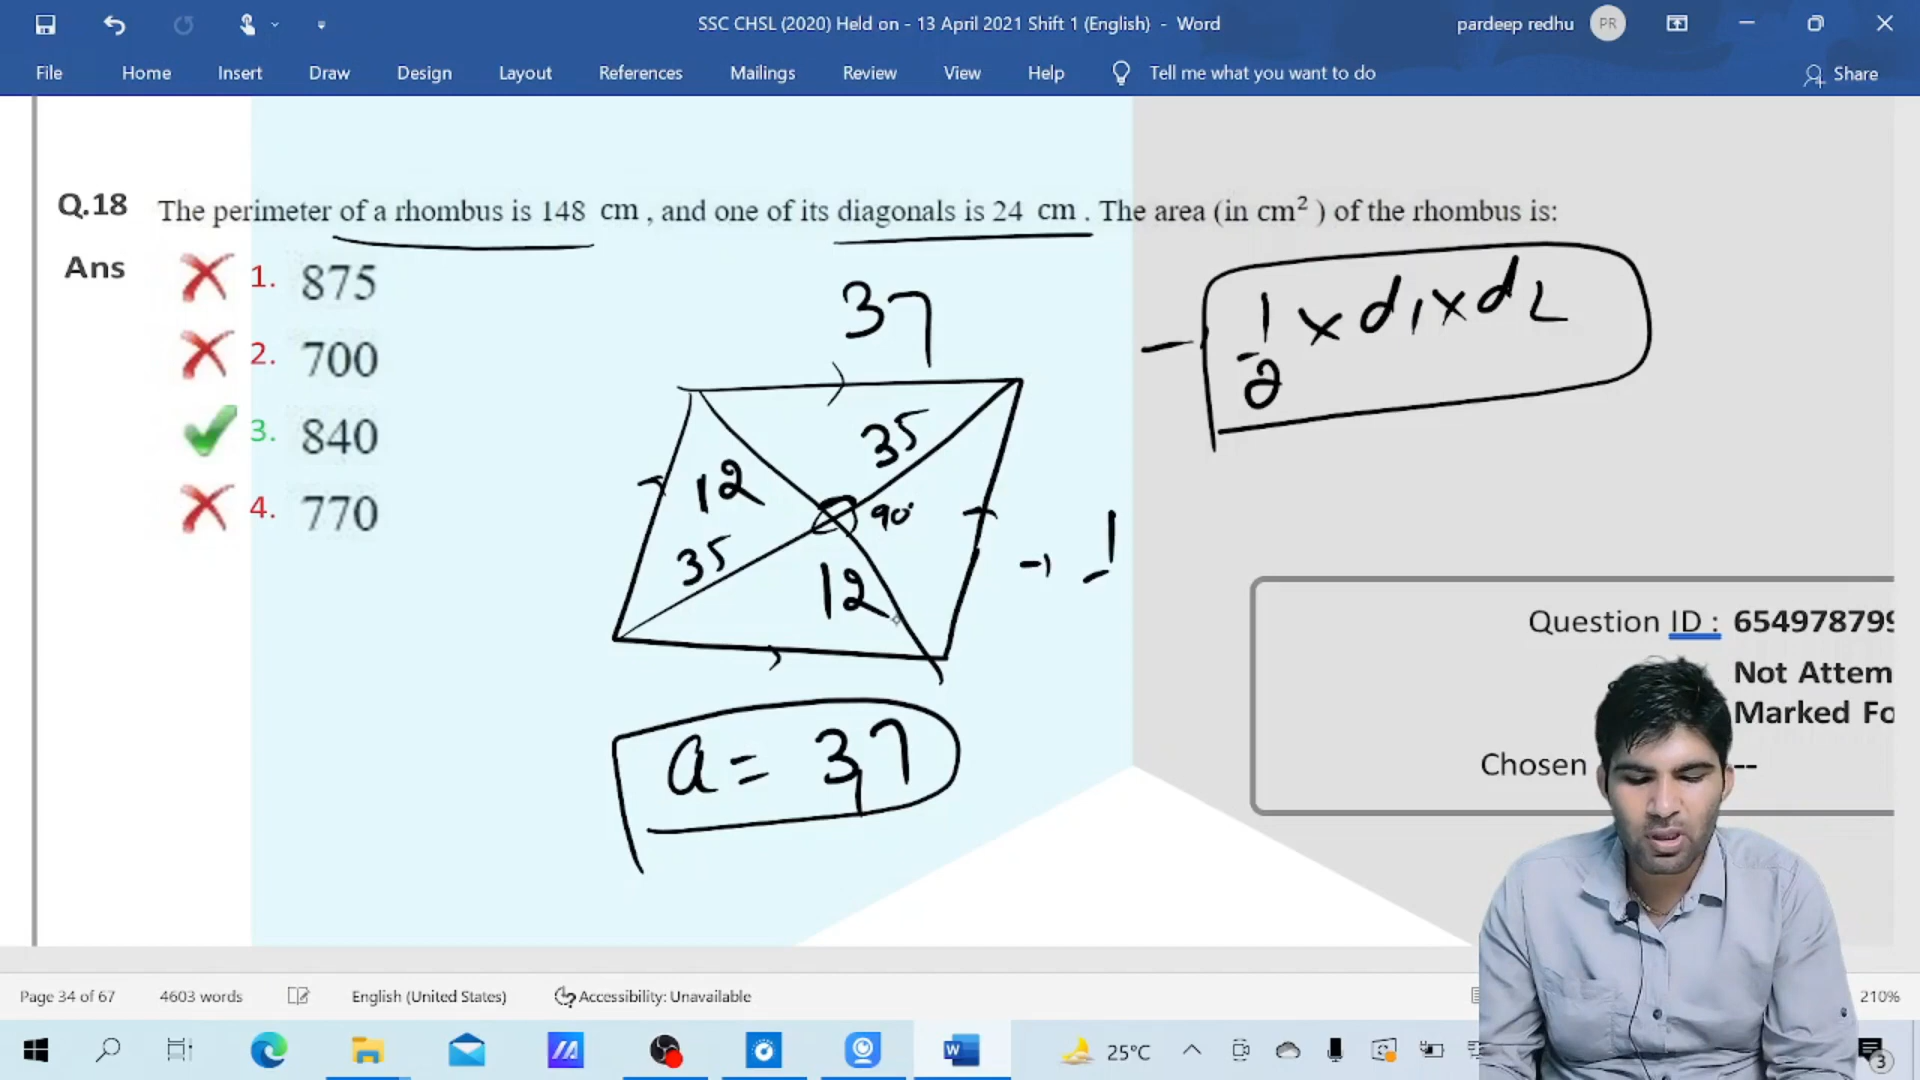 SSC CHSL (2020) Held on - 13 April 2021 Shift 1 (English) - Word
pardeep redhu PR
File Home Insert Draw Design Layout References Mailings Review View Help Tell me what you want to do Share
Q.18 The perimeter of a rhombus is 148 cm , and one of its diagonals is 24 cm . The area (in cm² ) of the rhombus is:
Ans
1. 875
2. 700
3. 840
4. 770
37
1/2 × d1 × d2
35
12
90°
35
12
a = 37
Question ID : 654978799
Not Attem
Marked Fo
Chosen
--
Page 34 of 67 4603 words English (United States) Accessibility: Unavailable 210%
25°C
3